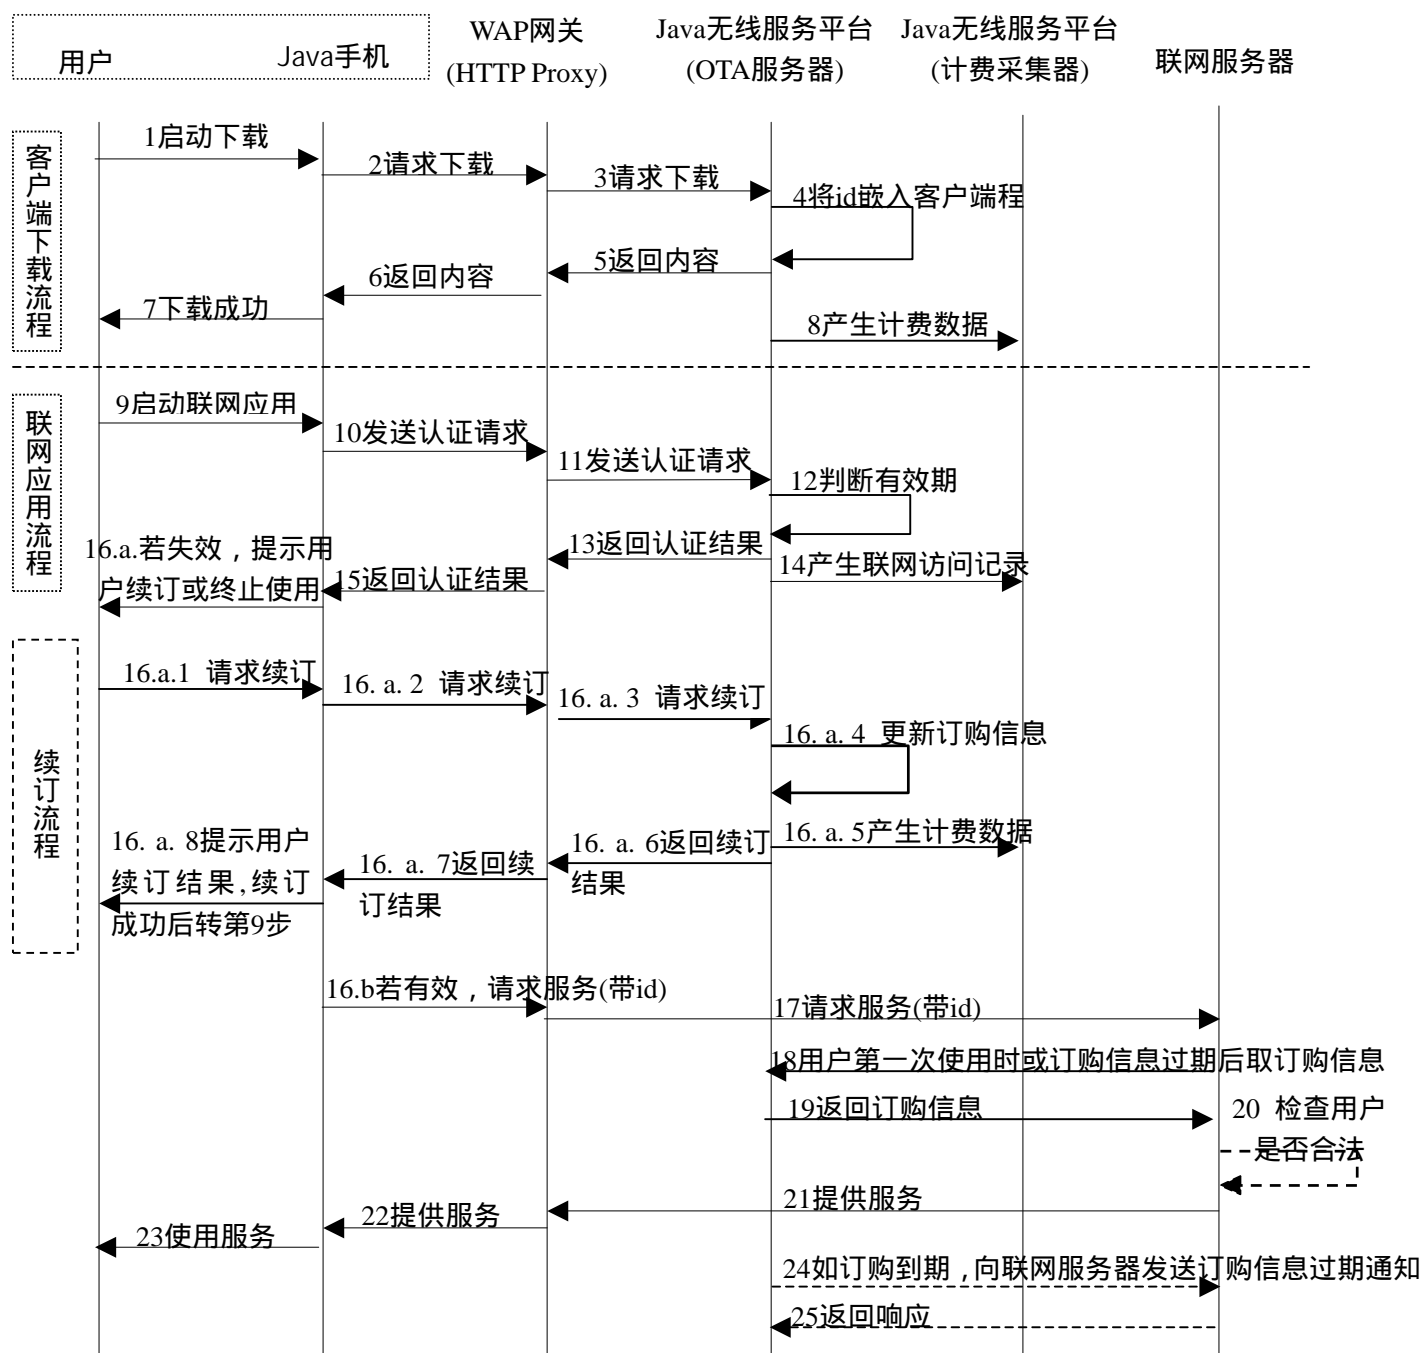 用户
Java手机
WAP网关
(HTTP Proxy)
Java无线服务平台
(OTA服务器)
Java无线服务平台
(计费采集器)
联网服务器
客户端下载流程
1启动下载
2请求下载
3请求下载
4将id嵌入客户端程
5返回内容
6返回内容
7下载成功
8产生计费数据
联网应用流程
9启动联网应用
10发送认证请求
11发送认证请求
12判断有效期
13返回认证结果
14产生联网访问记录
15返回认证结果
16.a.若失效，提示用
户续订或终止使用
续订流程
16.a.1 请求续订
16. a. 2 请求续订
16. a. 3 请求续订
16. a. 4 更新订购信息
16. a. 5产生计费数据
16. a. 6返回续订
结果
16. a. 7返回续
订结果
16. a. 8提示用户
续订结果,续订
成功后转第9步
16.b若有效，请求服务(带id)
17请求服务(带id)
18用户第一次使用时或订购信息过期后取订购信息
19返回订购信息
20 检查用户
是否合法
21提供服务
22提供服务
23使用服务
24如订购到期，向联网服务器发送订购信息过期通知
25返回响应